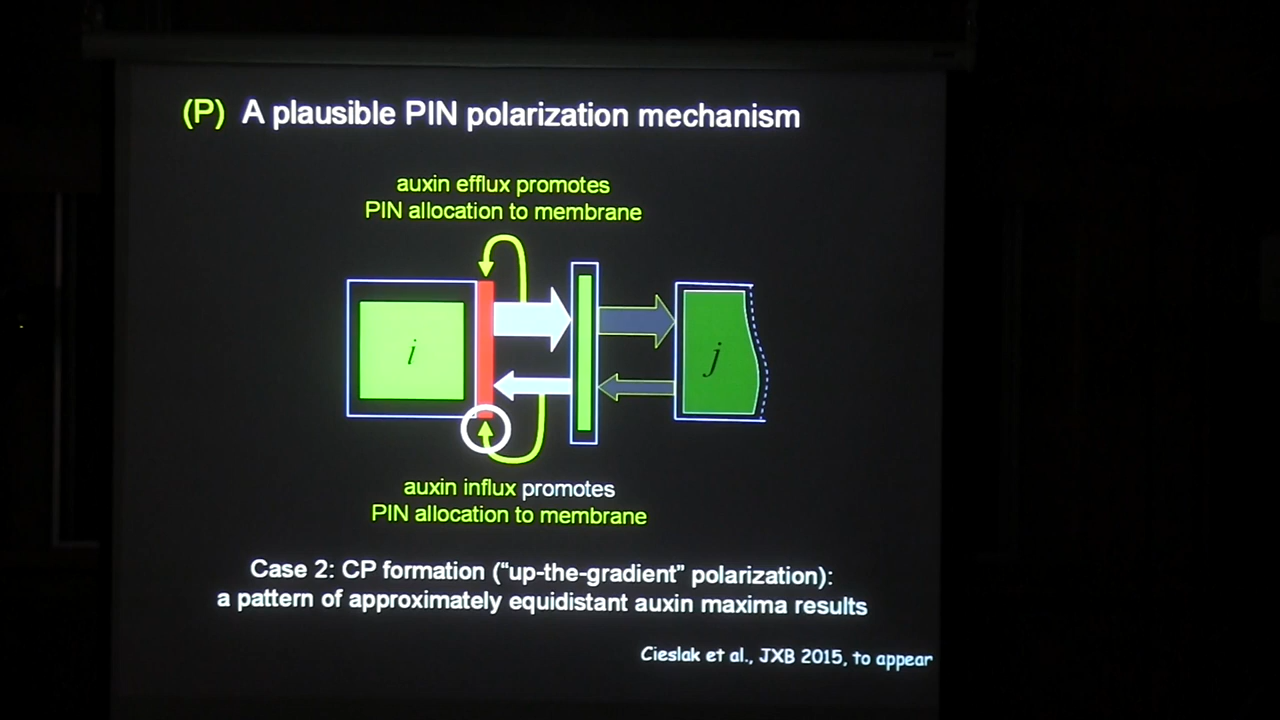 (P) A plausible PIN polarization mechanism
auxin efflux promotes
PIN allocation to membrane
i
j
auxin influx promotes
PIN allocation to membrane
Case 2: CP formation (“up-the-gradient” polarization):
a pattern of approximately equidistant auxin maxima results
Cieslak et al., JXB 2015, to appear